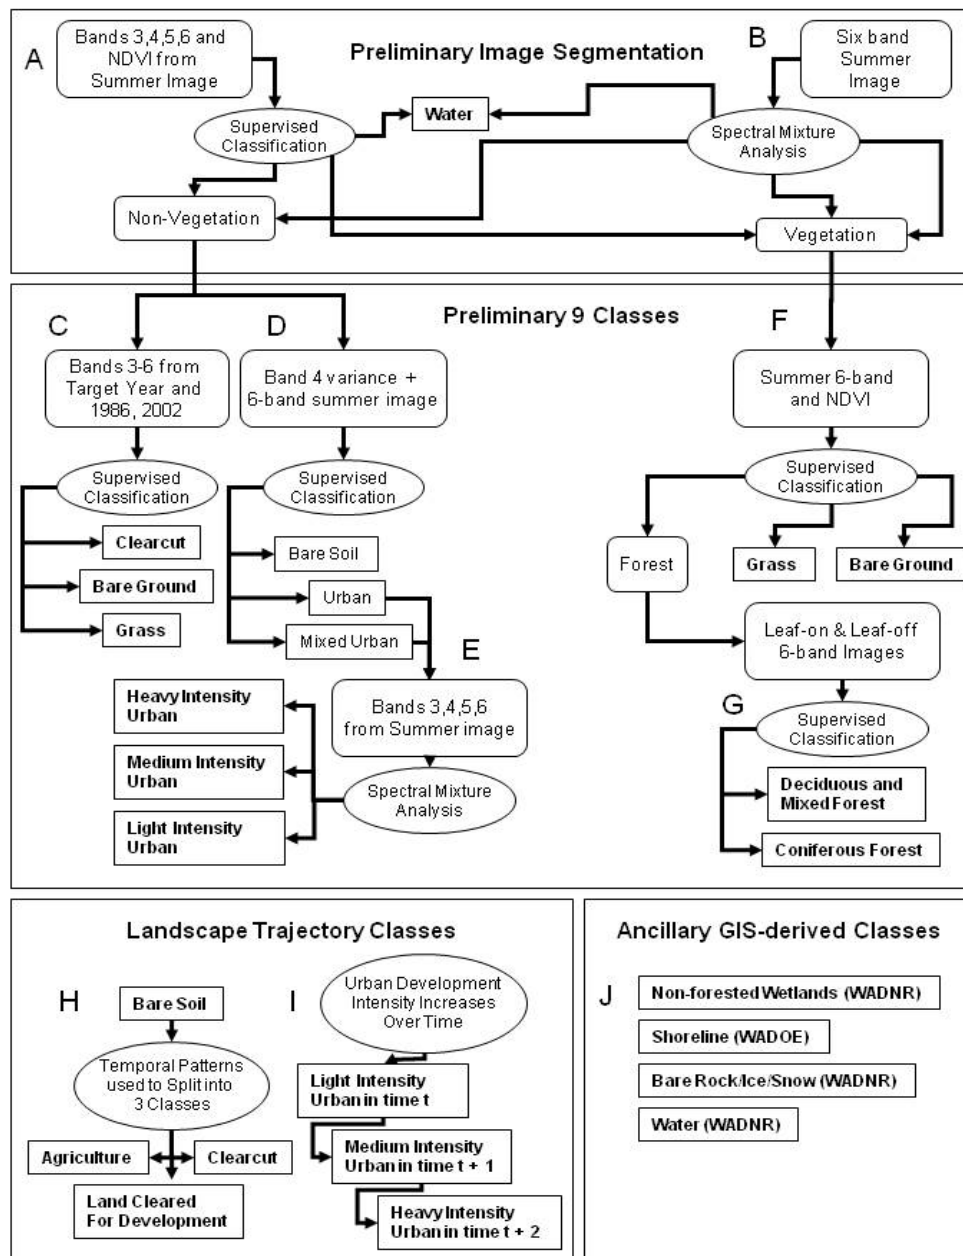 Preliminary Image Segmentation
A
Bands 3,4,5,6 and
NDVI from
Summer Image
B
Six band
Summer
Image
Water
Supervised
Classification
Spectral Mixture
Analysis
Non-Vegetation
Vegetation
Preliminary 9 Classes
C
Bands 3-6 from
Target Year and
1986, 2002
Supervised
Classification
Clearcut
Bare Ground
Grass
D
Band 4 variance +
6-band summer image
Supervised
Classification
Bare Soil
Urban
Mixed Urban
E
Bands 3,4,5,6
from Summer image
Spectral Mixture
Analysis
Heavy Intensity
Urban
Medium Intensity
Urban
Light Intensity
Urban
F
Summer 6-band
and NDVI
Supervised
Classification
Forest
Grass
Bare Ground
Leaf-on & Leaf-off
6-band Images
G
Supervised
Classification
Deciduous and
Mixed Forest
Coniferous Forest
Landscape Trajectory Classes
H
Bare Soil
Temporal Patterns
used to Split into
3 Classes
Agriculture
Clearcut
Land Cleared
For Development
I
Urban Development
Intensity Increases
Over Time
Light Intensity
Urban in time t
Medium Intensity
Urban in time t + 1
Heavy Intensity
Urban in time t + 2
Ancillary GIS-derived Classes
J
Non-forested Wetlands (WADNR)
Shoreline (WADOE)
Bare Rock/Ice/Snow (WADNR)
Water (WADNR)